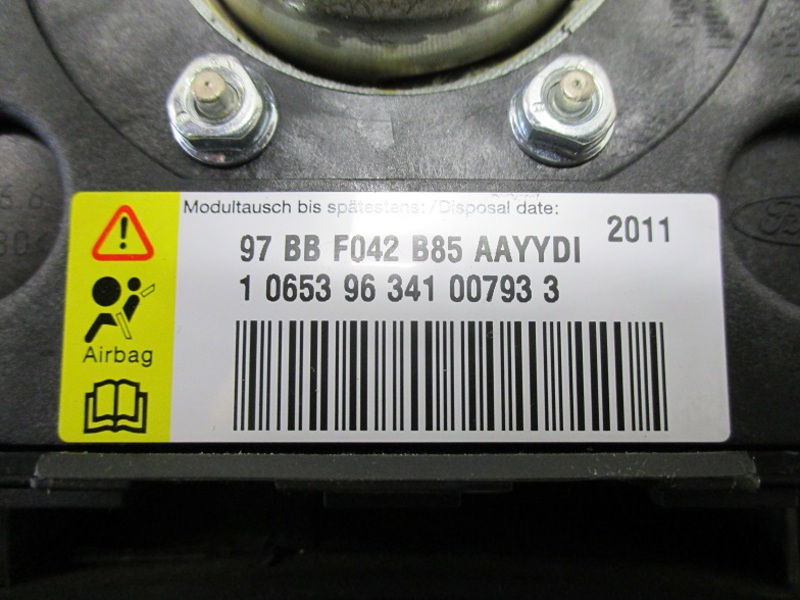 Modultausch bis spätestens:/Disposal date:
2011
97 BB F042 B85 AAYYDI
1 0653 96 341 00793 3
Airbag